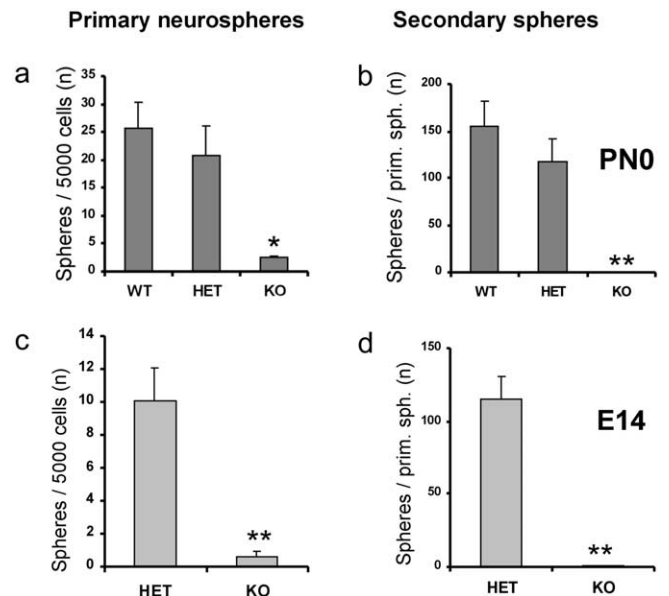 Primary neurospheres
Secondary spheres
a
Spheres / 5000 cells (n)
35
30
25
20
15
10
5
0
*
WT HET KO
b
Spheres / prim. sph. (n)
200
150
100
50
0
PN0
**
WT HET KO
c
Spheres / 5000 cells (n)
14
12
10
8
6
4
2
0
**
HET KO
d
Spheres / prim. sph. (n)
150
100
50
0
E14
**
HET KO